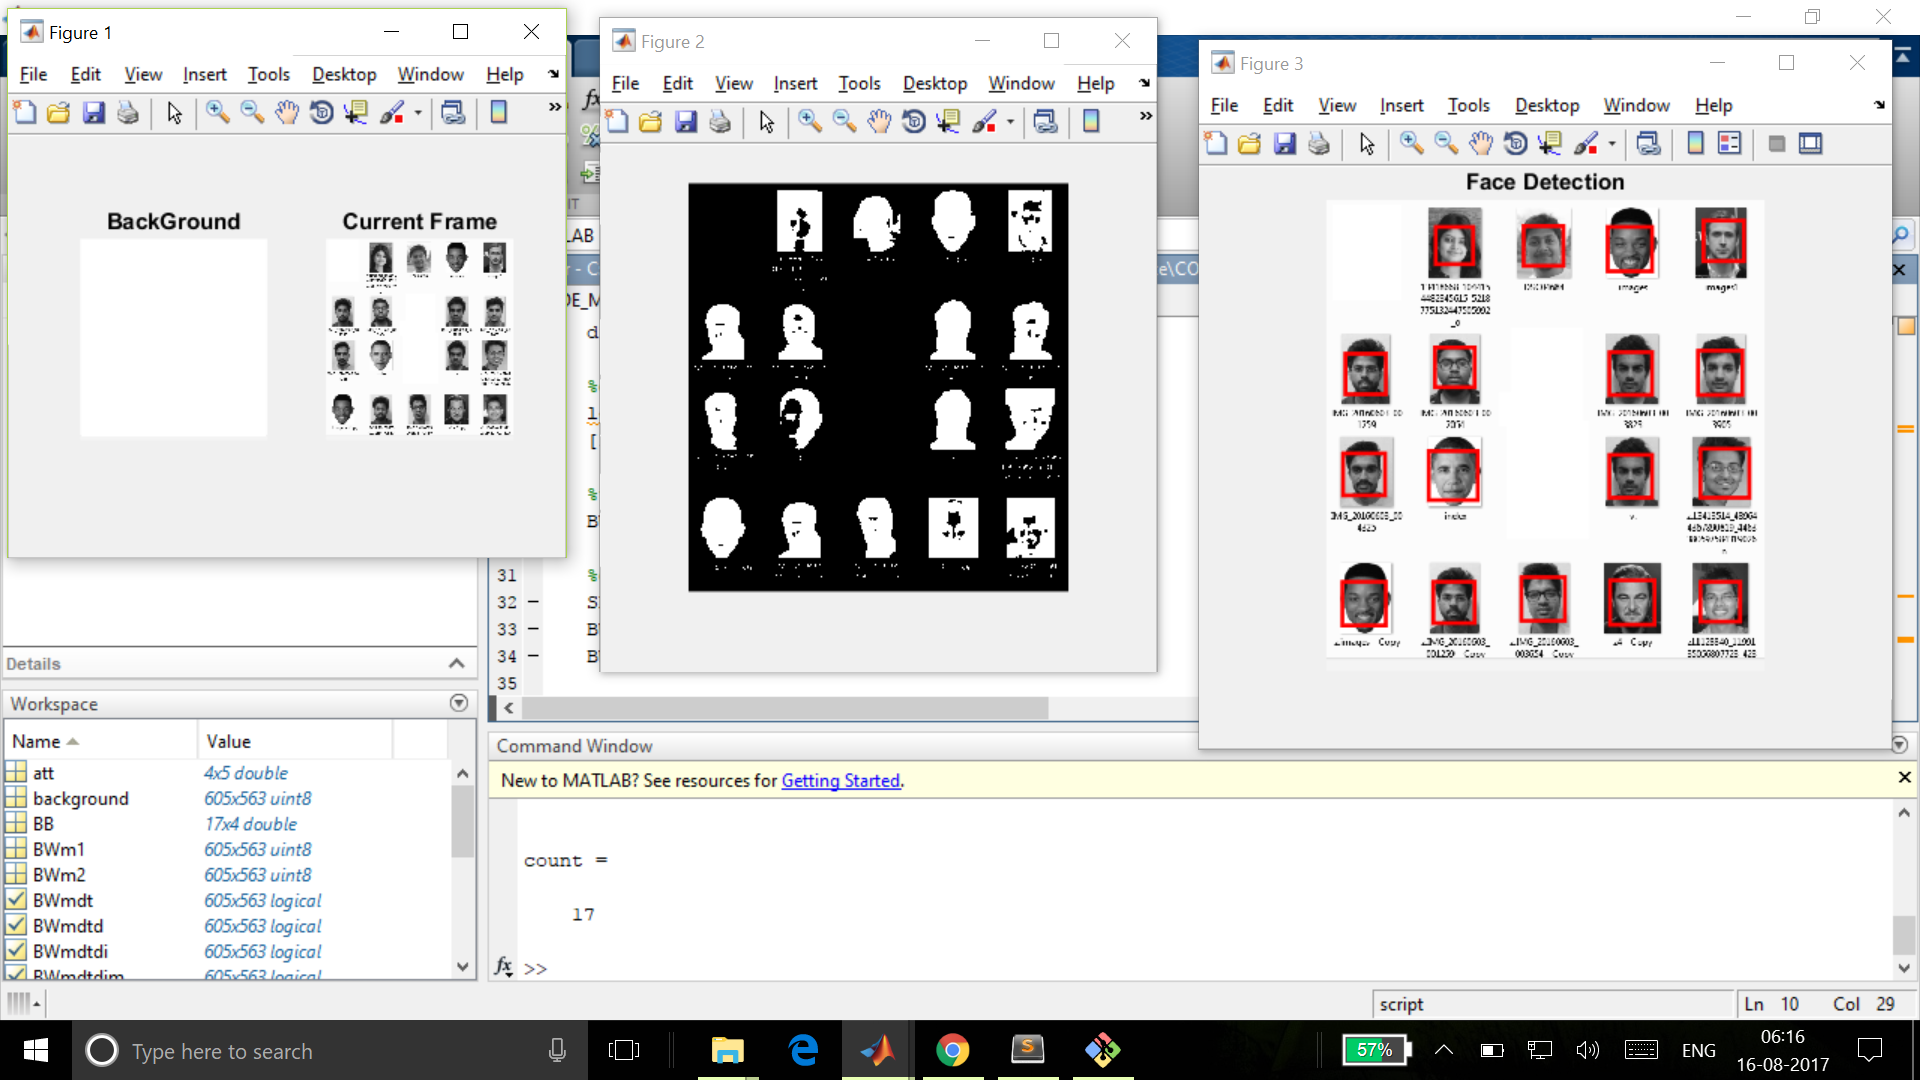 Figure 1
File Edit View Insert Tools Desktop Window Help
BackGround
Current Frame
Figure 2
File Edit View Insert Tools Desktop Window Help
Figure 3
File Edit View Insert Tools Desktop Window Help
Face Detection
images
images1
index
31
32
33
34
35
Details
Workspace
Name Value
att 4x5 double
background 605x563 uint8
BB 17x4 double
BWm1 605x563 uint8
BWm2 605x563 uint8
BWmdt 605x563 logical
BWmdtd 605x563 logical
BWmdtdi 605x563 logical
BWmdtdim 605x563 logical
Command Window
New to MATLAB? See resources for Getting Started.
count =
17
fx >>
script Ln 10 Col 29
Type here to search
57%
ENG
06:16
16-08-2017